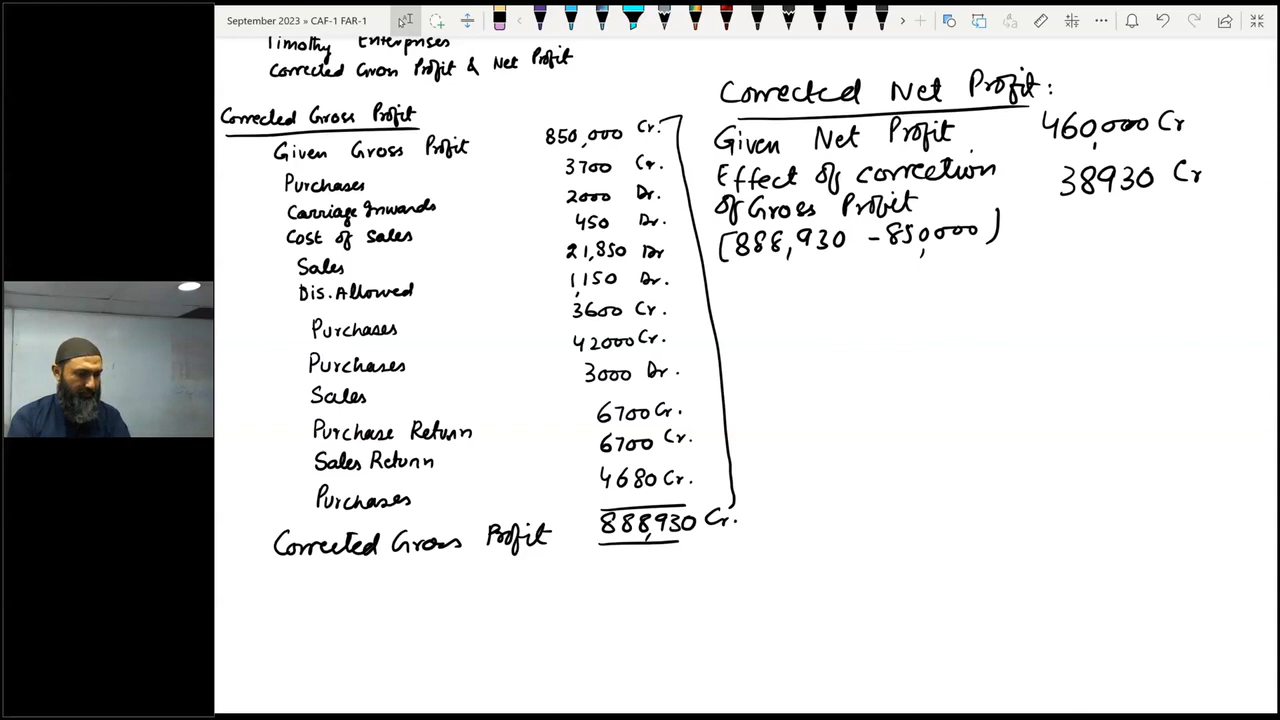 September 2023 » CAF-1 FAR-1
Timothy Enterprises
Corrected Gross Profit & Net Profit
Corrected Gross Profit
Given Gross Profit 850,000 Cr.
Purchases 3700 Cr.
Carriage Inwards 2000 Dr.
Cost of Sales 450 Dr.
Sales 21,850 Dr
Dis. Allowed 1,150 Dr.
Purchases 3600 Cr.
Purchases 42000 Cr.
Sales 3000 Dr.
Purchase Return 6700 Cr.
Sales Return 6700 Cr.
Purchases 4680 Cr.
Corrected Gross Profit 888,930 Cr.
Corrected Net Profit:
Given Net Profit 460,000 Cr
Effect of correction 38930 Cr
of Gross Profit
(888,930 - 850,000)